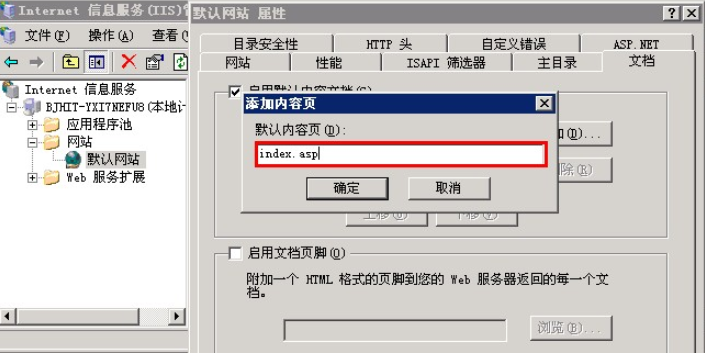 Internet 信息服务(IIS)管
文件(F) 操作(A) 查看(
Internet 信息服务
BJHIT-YXI7NEFU8(本地计
应用程序池
网站
默认网站
Web 服务扩展
默认网站 属性
目录安全性 HTTP 头 自定义错误 ASP.NET
网站 性能 ISAPI 筛选器 主目录 文档
启用默认内容文档(C)
添加内容页
默认内容页(D):
index.asp
确定 取消
加(D)...
除(R)
上移(U) 下移(V)
启用文档页脚(O)
附加一个 HTML 格式的页脚到您的 Web 服务器返回的每一个文
档。
浏览(B)...